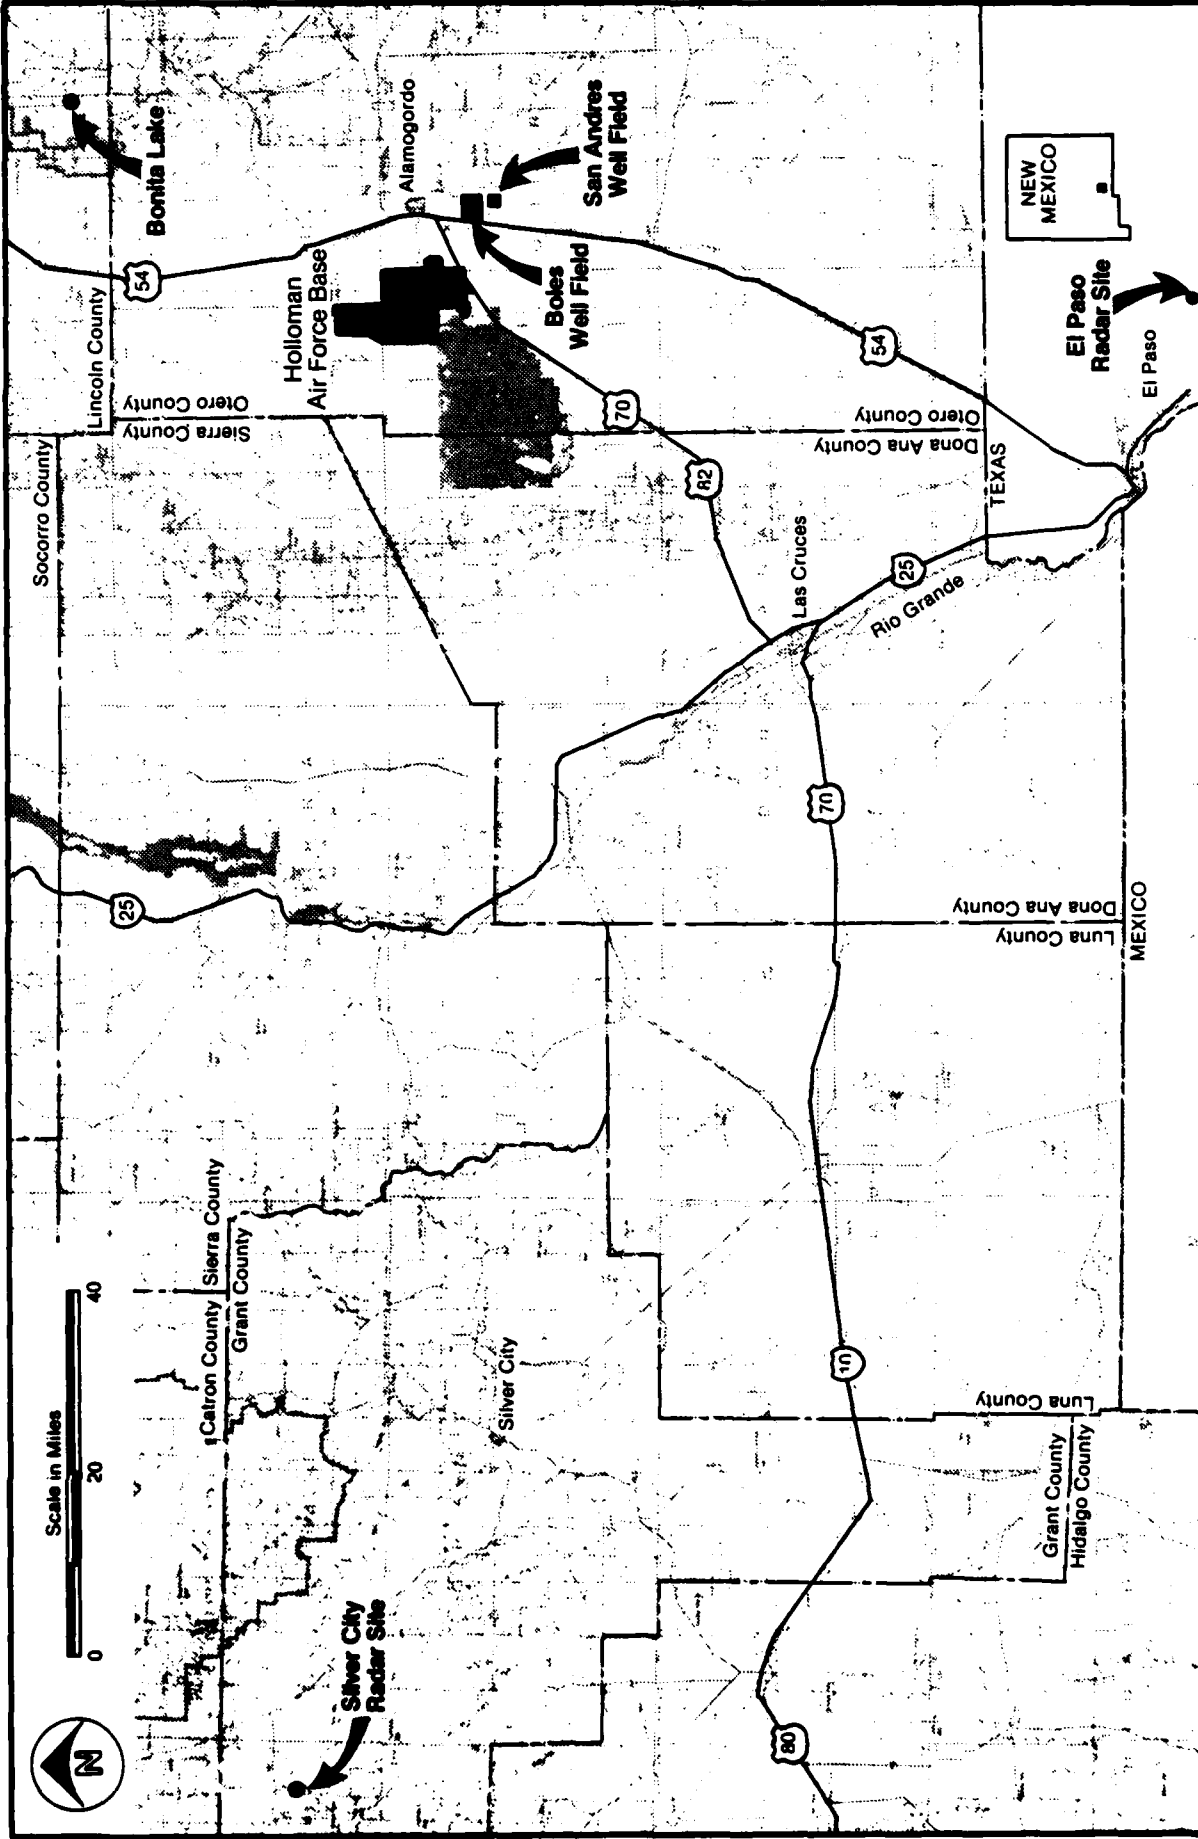 Scale in Miles
0
20
40
N
Silver City
Radar Site
Catron County
Sierra County
Grant County
Socorro County
Lincoln County
Sierra County
Otero County
Bonita Lake
54
25
Holloman
Air Force Base
Alamogordo
Boles
Well Field
San Andres
Well Field
Silver City
70
82
54
Las Cruces
25
Rio Grande
70
10
80
Dona Ana County
Otero County
TEXAS
Luna County
Dona Ana County
MEXICO
Luna County
Grant County
Hidalgo County
El Paso
Radar Site
El Paso
NEW
MEXICO